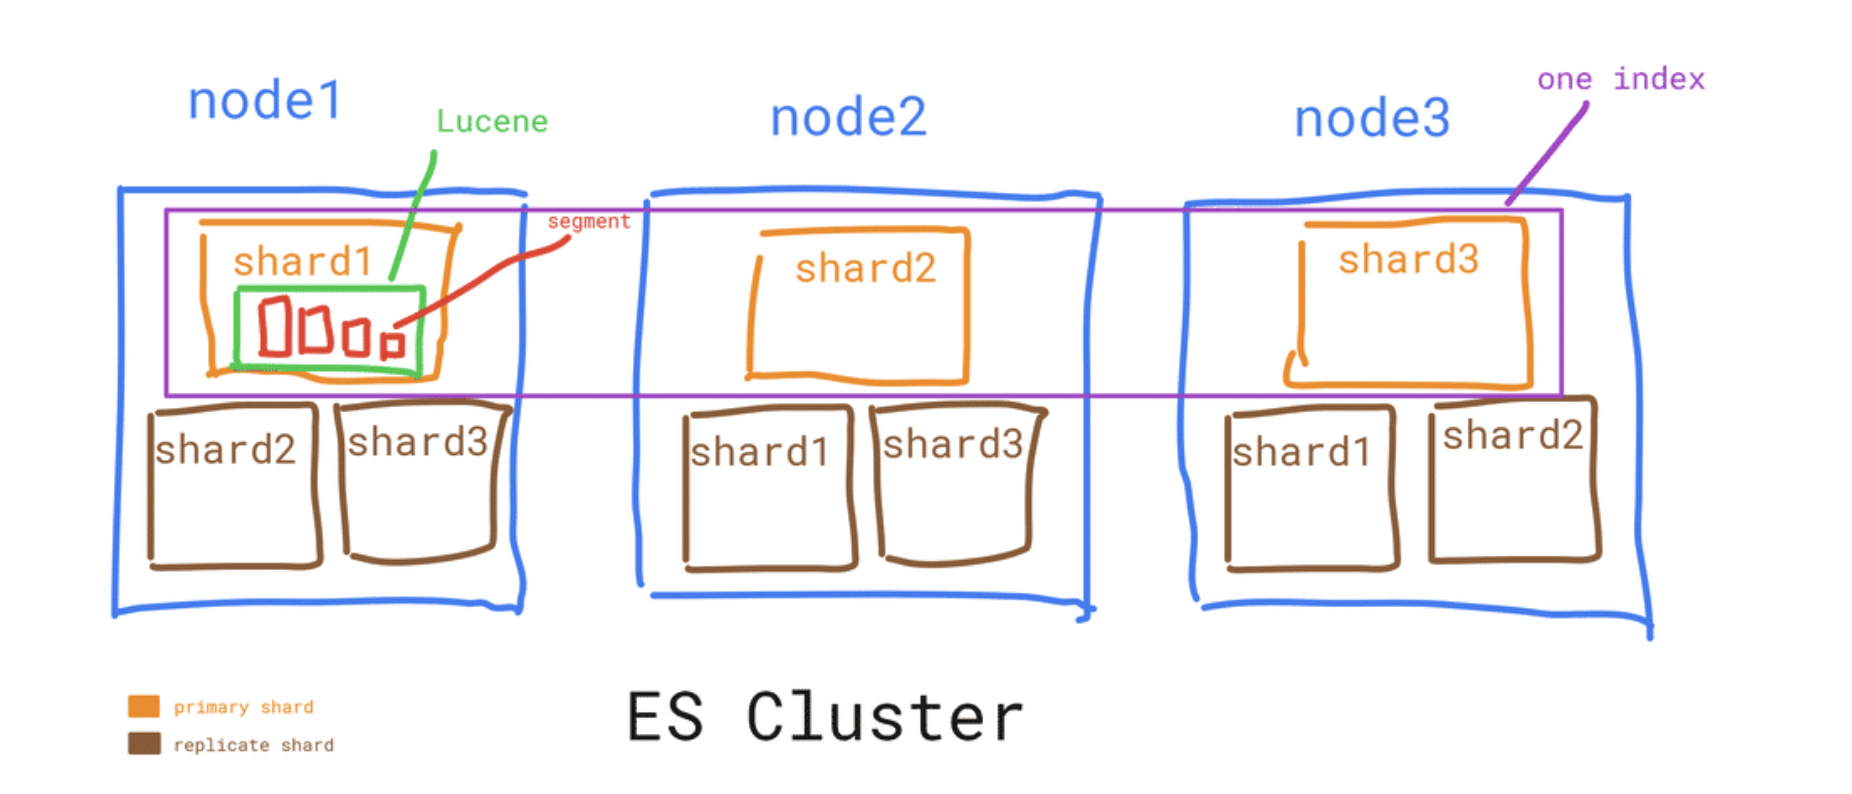 one index
node1
node2
node3
Lucene
segment
shard1
shard2
shard3
shard2
shard3
shard1
shard3
shard1
shard2
primary shard
replicate shard
ES Cluster